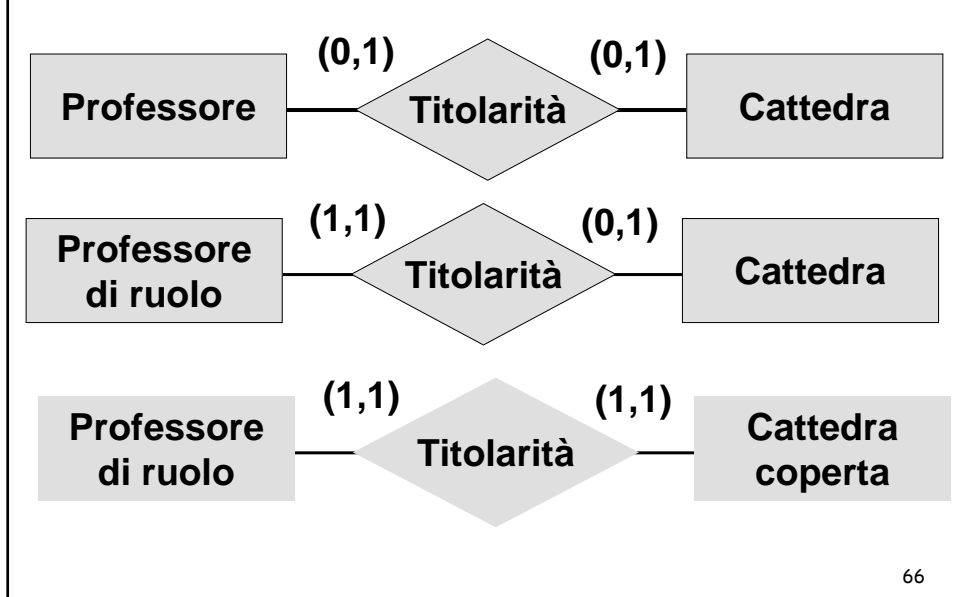 (0,1) (0,1)
Professore Titolarità Cattedra
(1,1) (0,1)
Professore
di ruolo
Titolarità
Cattedra
(1,1) (1,1)
Professore
di ruolo
Titolarità
Cattedra
coperta
66